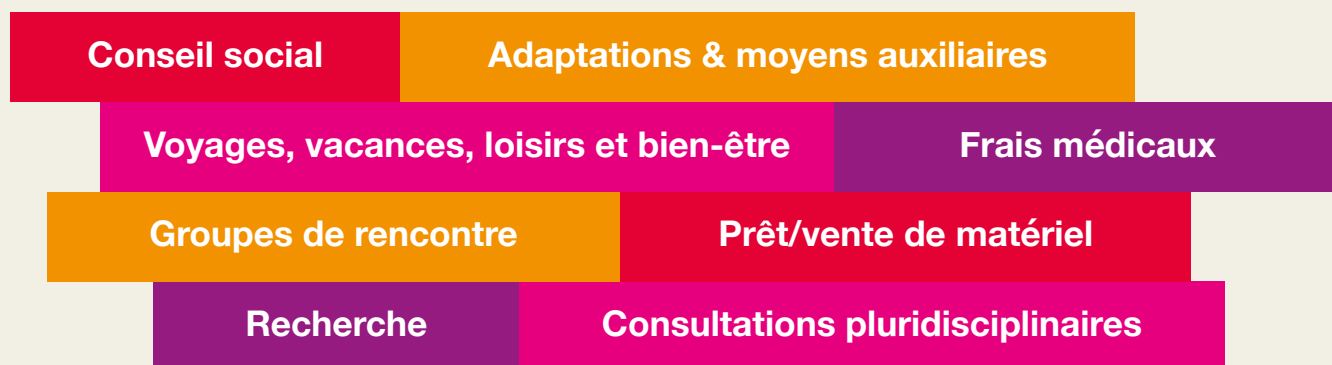 Conseil social
Adaptations & moyens auxiliaires
Voyages, vacances, loisirs et bien-être
Frais médicaux
Groupes de rencontre
Prêt/vente de matériel
Recherche
Consultations pluridisciplinaires